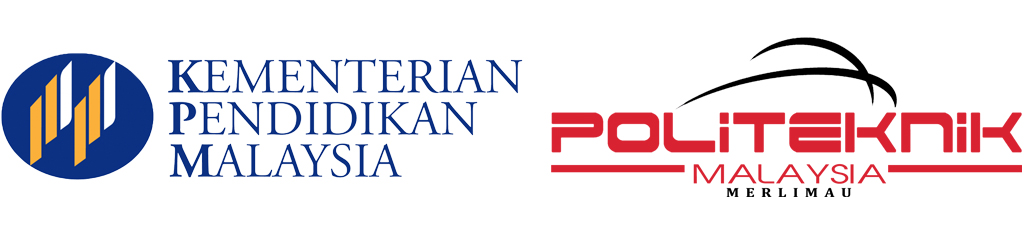 KEMENTERIAN
PENDIDIKAN
MALAYSIA
POLiTEKNiK
MALAYSIA
MERLIMAU